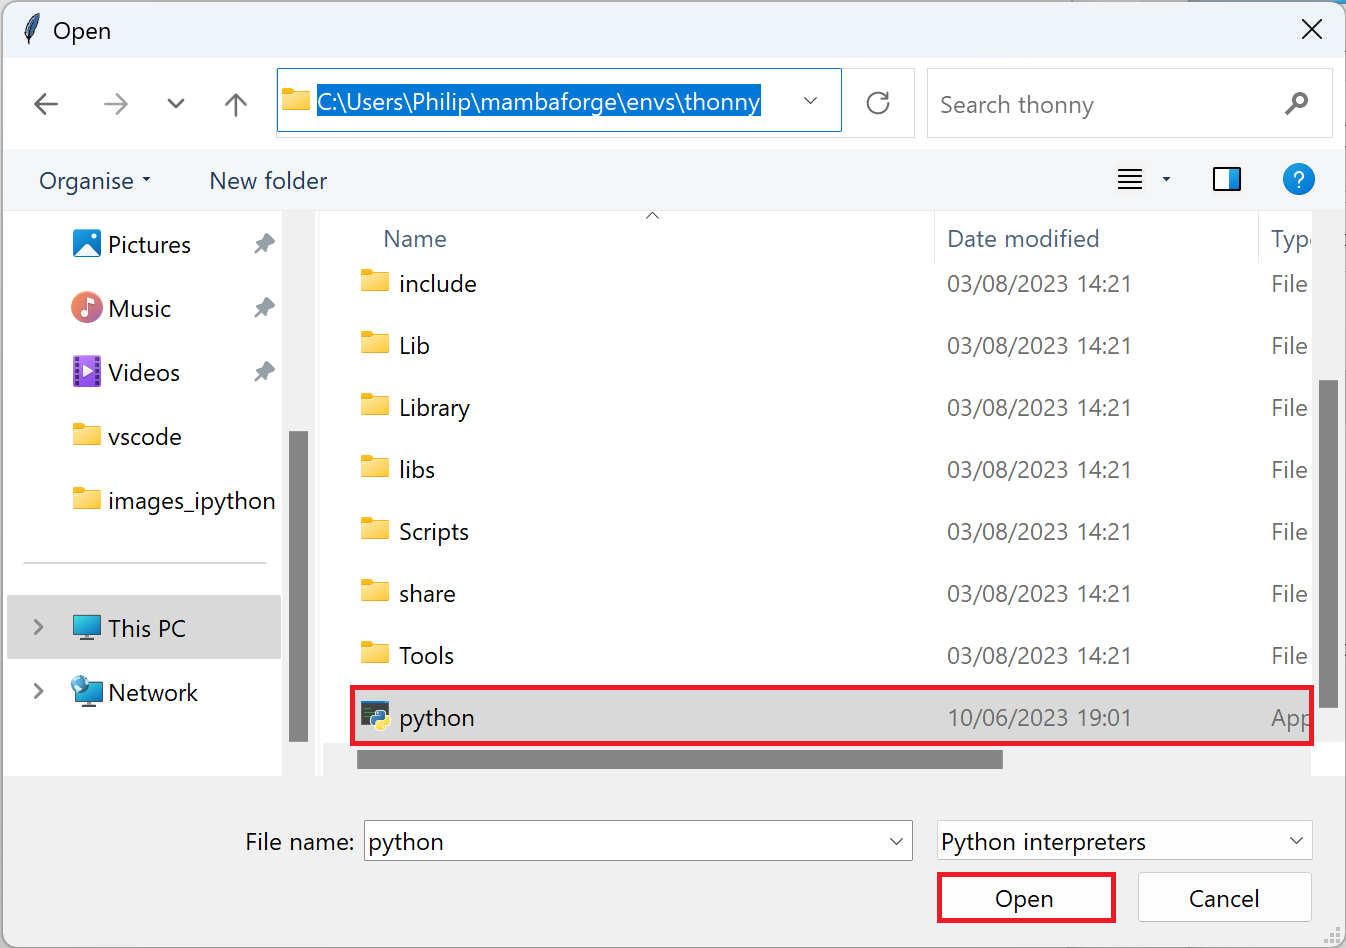 Open
C:\Users\Philip\mambaforge\envs\thonny
Search thonny
Organise
New folder
?
Pictures
Music
Videos
vscode
images_ipython
This PC
Network
Name Date modified Typ
include 03/08/2023 14:21 File
Lib 03/08/2023 14:21 File
Library 03/08/2023 14:21 File
libs 03/08/2023 14:21 File
Scripts 03/08/2023 14:21 File
share 03/08/2023 14:21 File
Tools 03/08/2023 14:21 File
python 10/06/2023 19:01 App
File name: python Python interpreters
Open Cancel